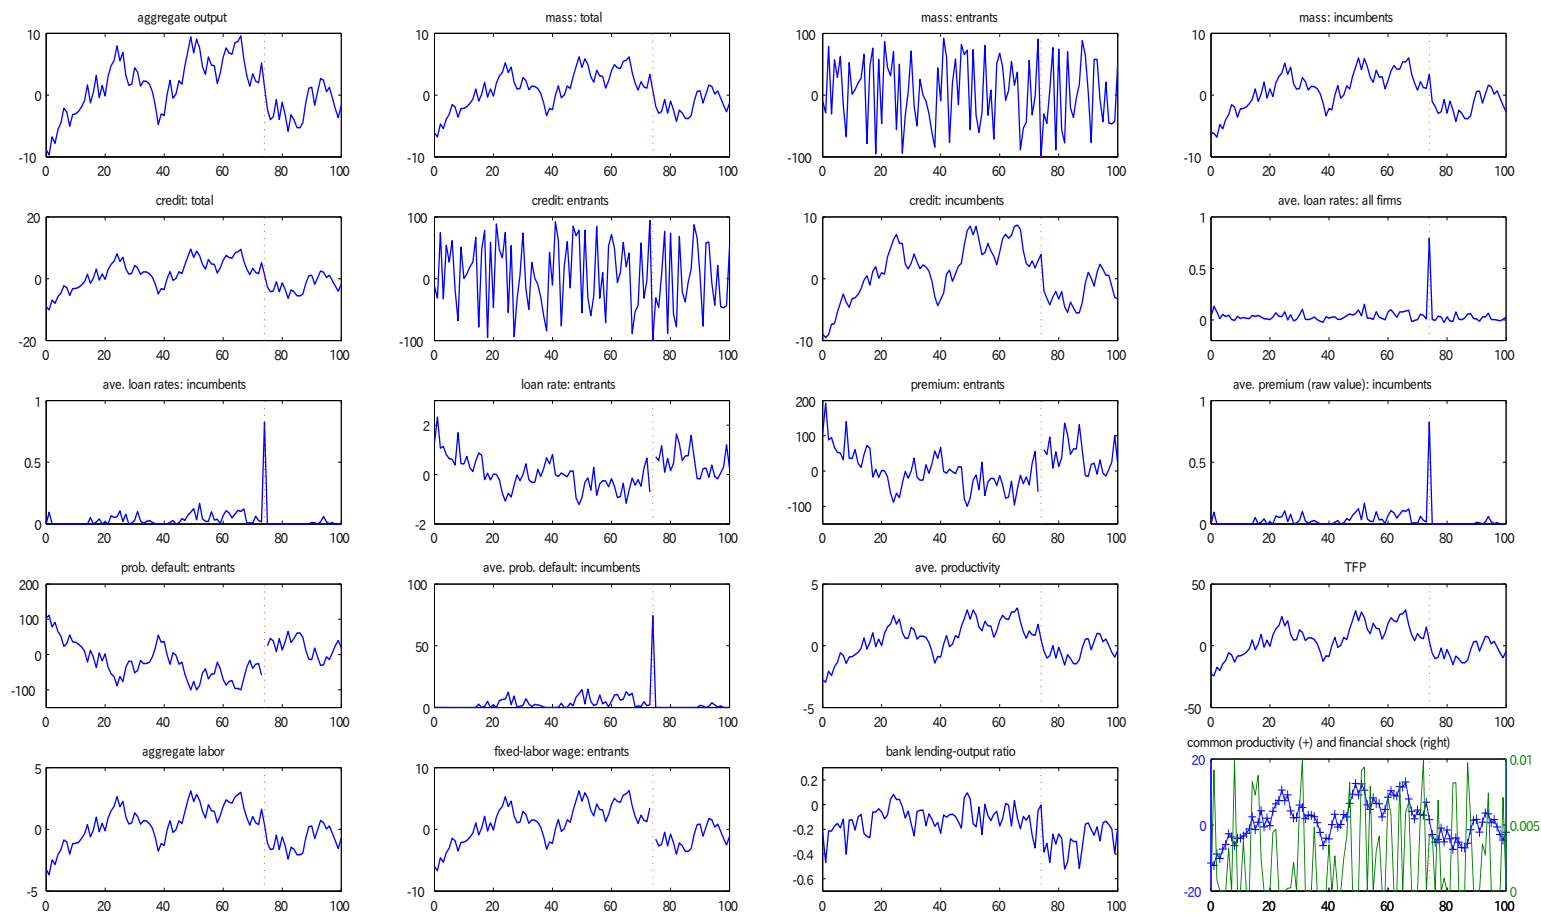 aggregate output
mass: total
mass: entrants
mass: incumbents
10
0
-10
0 20 40 60 80 100
10
0
-10
0 20 40 60 80 100
100
0
-100
0 20 40 60 80 100
10
0
-10
0 20 40 60 80 100
credit: total
credit: entrants
credit: incumbents
ave. loan rates: all firms
20
0
-20
0 20 40 60 80 100
100
0
-100
0 20 40 60 80 100
10
0
-10
0 20 40 60 80 100
1
0.5
0
0 20 40 60 80 100
ave. loan rates: incumbents
loan rate: entrants
premium: entrants
ave. premium (raw value): incumbents
1
0.5
0
0 20 40 60 80 100
2
0
-2
0 20 40 60 80 100
200
100
0
-100
0 20 40 60 80 100
1
0.5
0
0 20 40 60 80 100
prob. default: entrants
ave. prob. default: incumbents
ave. productivity
TFP
200
100
0
-100
0 20 40 60 80 100
100
50
0
0 20 40 60 80 100
5
0
-5
0 20 40 60 80 100
50
0
-50
0 20 40 60 80 100
aggregate labor
fixed-labor wage: entrants
bank lending-output ratio
common productivity (+) and financial shock (right)
5
0
-5
0 20 40 60 80 100
10
0
-10
0 20 40 60 80 100
0.2
0
-0.2
-0.4
-0.6
0 20 40 60 80 100
20
0
-20
0.01
0.005
0
0 20 40 60 80 100